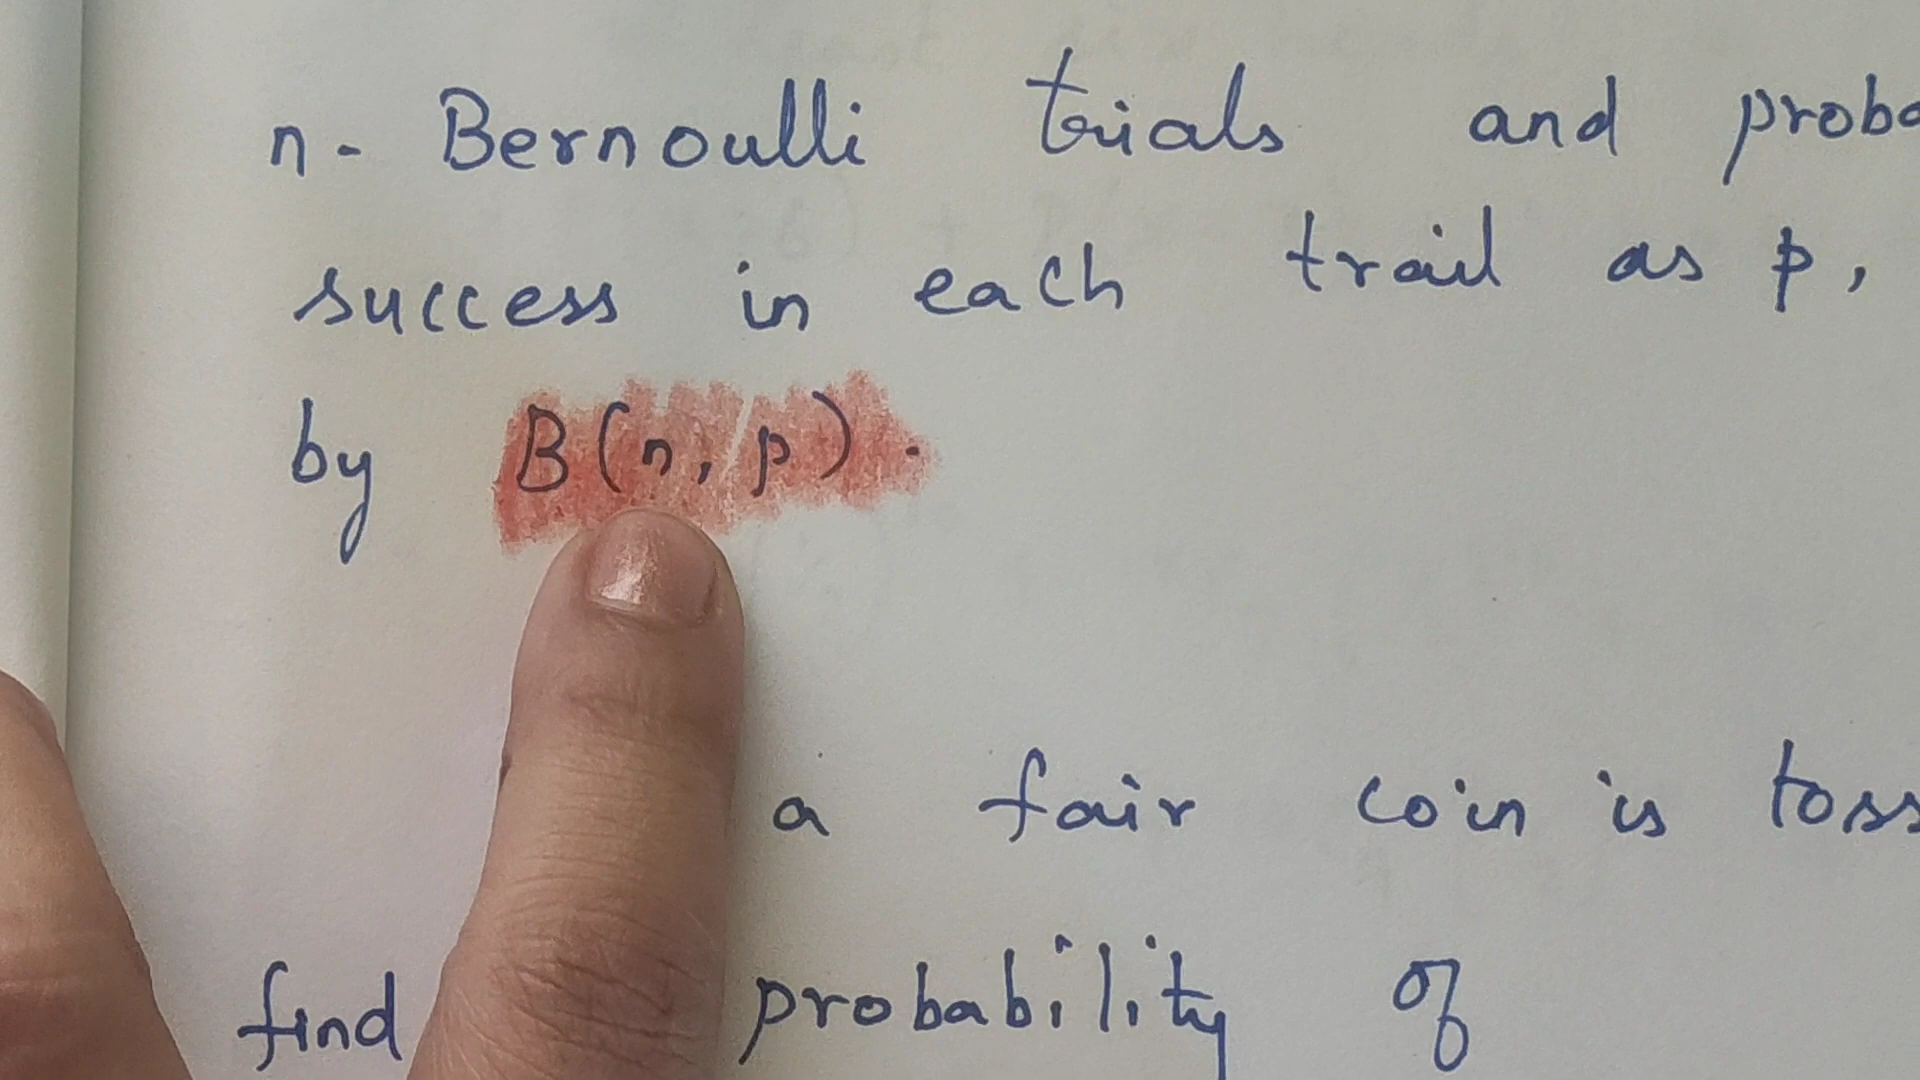 n- Bernoulli trials and proba
success in each trail as p,
by B(n, p).
a fair coin is toss
find probability of